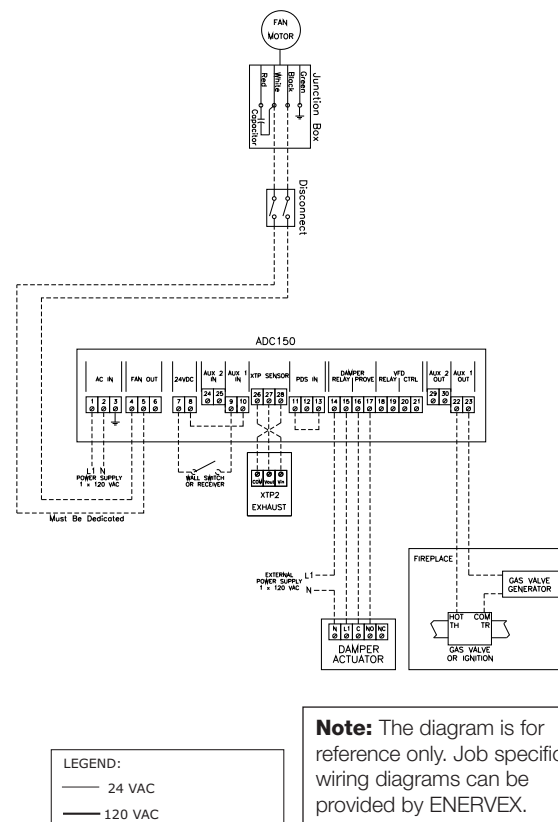 FAN
MOTOR
Red
White
Black
Green
Capacitor
Junction Box
Disconnect
ADC150
AC IN
FAN OUT
24VDC
AUX 2 IN
AUX 1 IN
XTP SENSOR
PDS IN
DAMPER
RELAY PROVE
VFD
RELAY CTRL
AUX 2 OUT
AUX 1 OUT
24 25
26 27 28
29 30
1 2 3
4 5 6
7 8
9 10
11 12 13
14 15 16 17 18 19 20 21
22 23
L1 N
POWER SUPPLY
1 x 120 VAC
WALL SWITCH
OR RECEIVER
COM Vout Vin
XTP2
EXHAUST
Must Be Dedicated
EXTERNAL
POWER SUPPLY
1 x 120 VAC
L1
N
N L1 C NO NC
DAMPER
ACTUATOR
FIREPLACE
GAS VALVE
GENERATOR
HOT COM
TH TR
GAS VALVE
OR IGNITION
LEGEND:
24 VAC
120 VAC
Note: The diagram is for
reference only. Job specific
wiring diagrams can be
provided by ENERVEX.